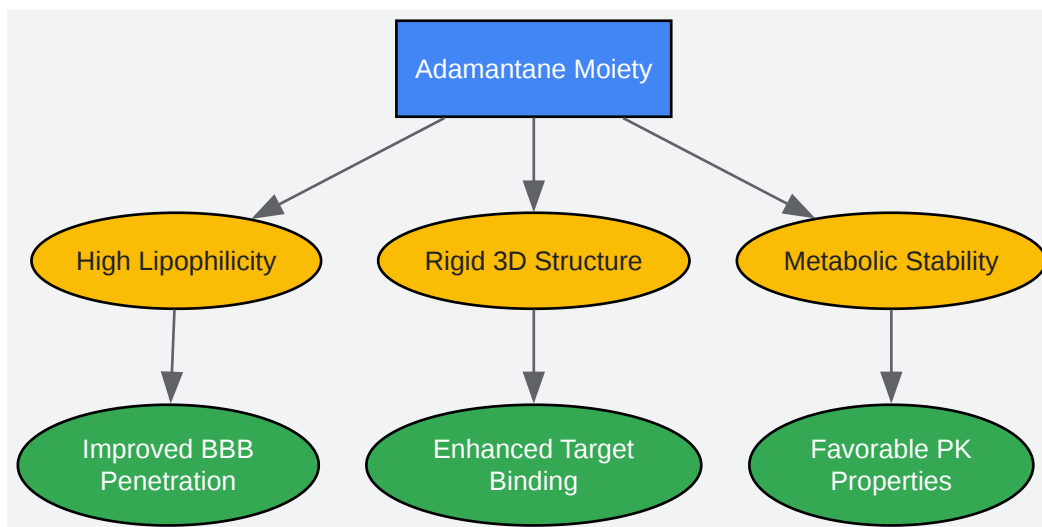 Adamantane Moiety
High Lipophilicity
Rigid 3D Structure
Metabolic Stability
Improved BBB
Penetration
Enhanced Target
Binding
Favorable PK
Properties